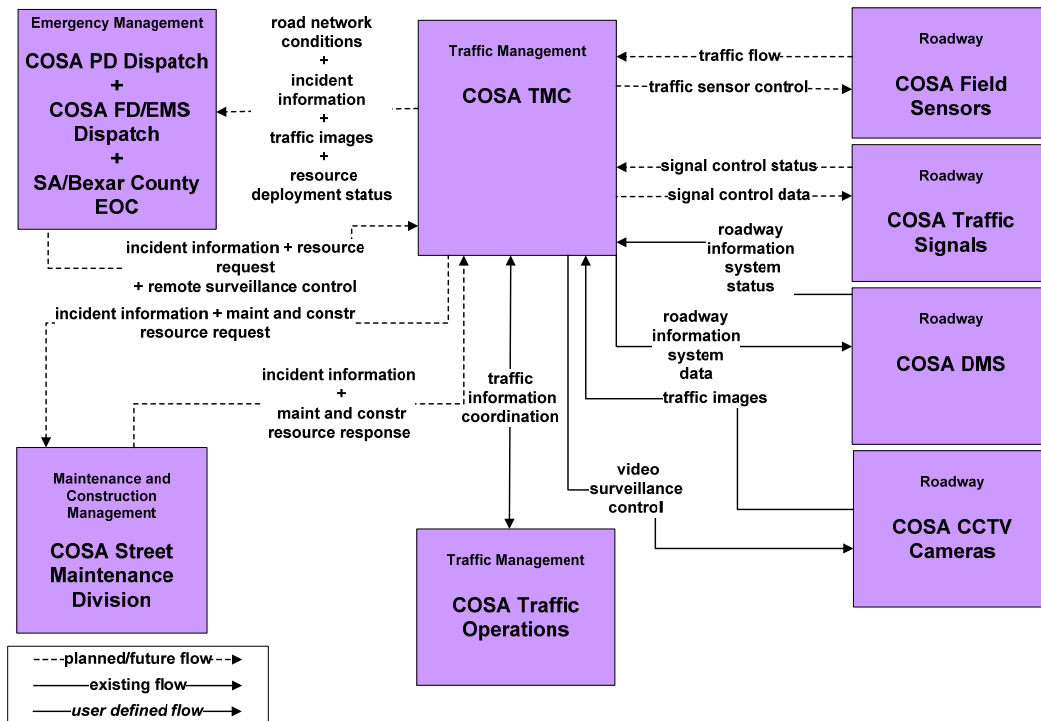 Emergency Management
COSA PD Dispatch
+
COSA FD/EMS
Dispatch
+
SA/Bexar County
EOC
road network
conditions
+
incident
information
+
traffic images
+
resource
deployment status
Traffic Management
COSA TMC
traffic flow
traffic sensor control
Roadway
COSA Field
Sensors
signal control status
signal control data
Roadway
COSA Traffic
Signals
incident information + resource
request
+ remote surveillance control
roadway
information
system
status
incident information + maint and constr
resource request
roadway
information
system
data
Roadway
COSA DMS
incident information
+
maint and constr
resource response
traffic
information
coordination
traffic images
Maintenance and
Construction
Management
COSA Street
Maintenance
Division
video
surveillance
control
Roadway
COSA CCTV
Cameras
Traffic Management
COSA Traffic
Operations
planned/future flow
existing flow
user defined flow